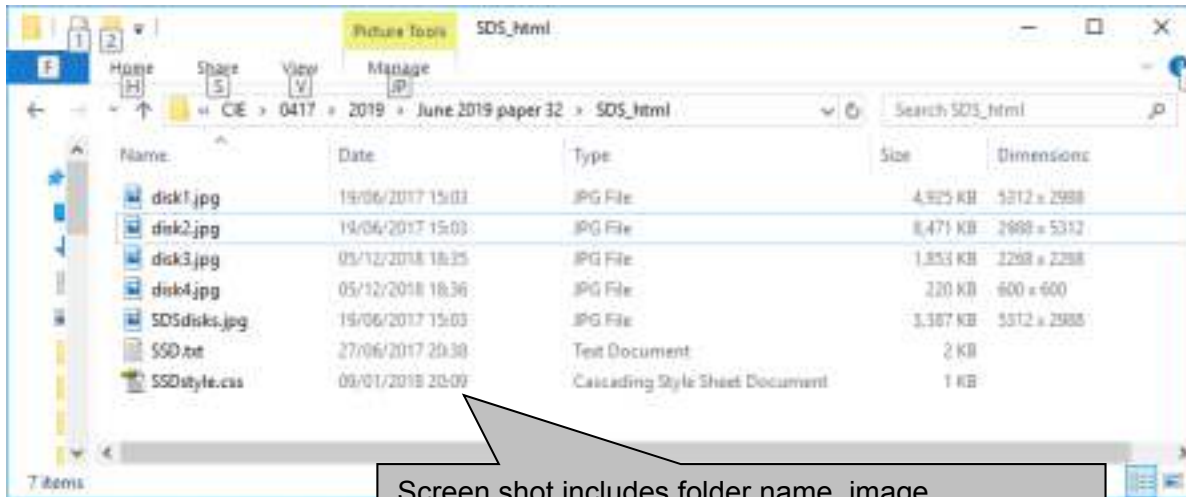 1
2
Picture Tools
SDS_html
F
Home
Share
View
Manage
H
S
V
JP
« CIE > 0417 > 2019 > June 2019 paper 32 > SDS_html
Search SDS_html
Name
Date
Type
Size
Dimensions
disk1.jpg 19/06/2017 15:03 JPG File 4,925 KB 5312 x 2988
disk2.jpg 19/06/2017 15:03 JPG File 8,471 KB 2988 x 5312
disk3.jpg 05/12/2018 18:35 JPG File 1,853 KB 2268 x
disk4.jpg 05/12/2018 18:36 JPG File 220 KB 600 x 600
SDSdisks.jpg 19/06/2017 15:03 JPG File 3,387 KB 5312 x 2988
SSD.txt 27/06/2017 20:38 Text Document 2 KB
SSDstyle.css 09/01/2018 20:09 Cascading Style Sheet Document 1 KB
7 items
Screen shot includes folder name, image